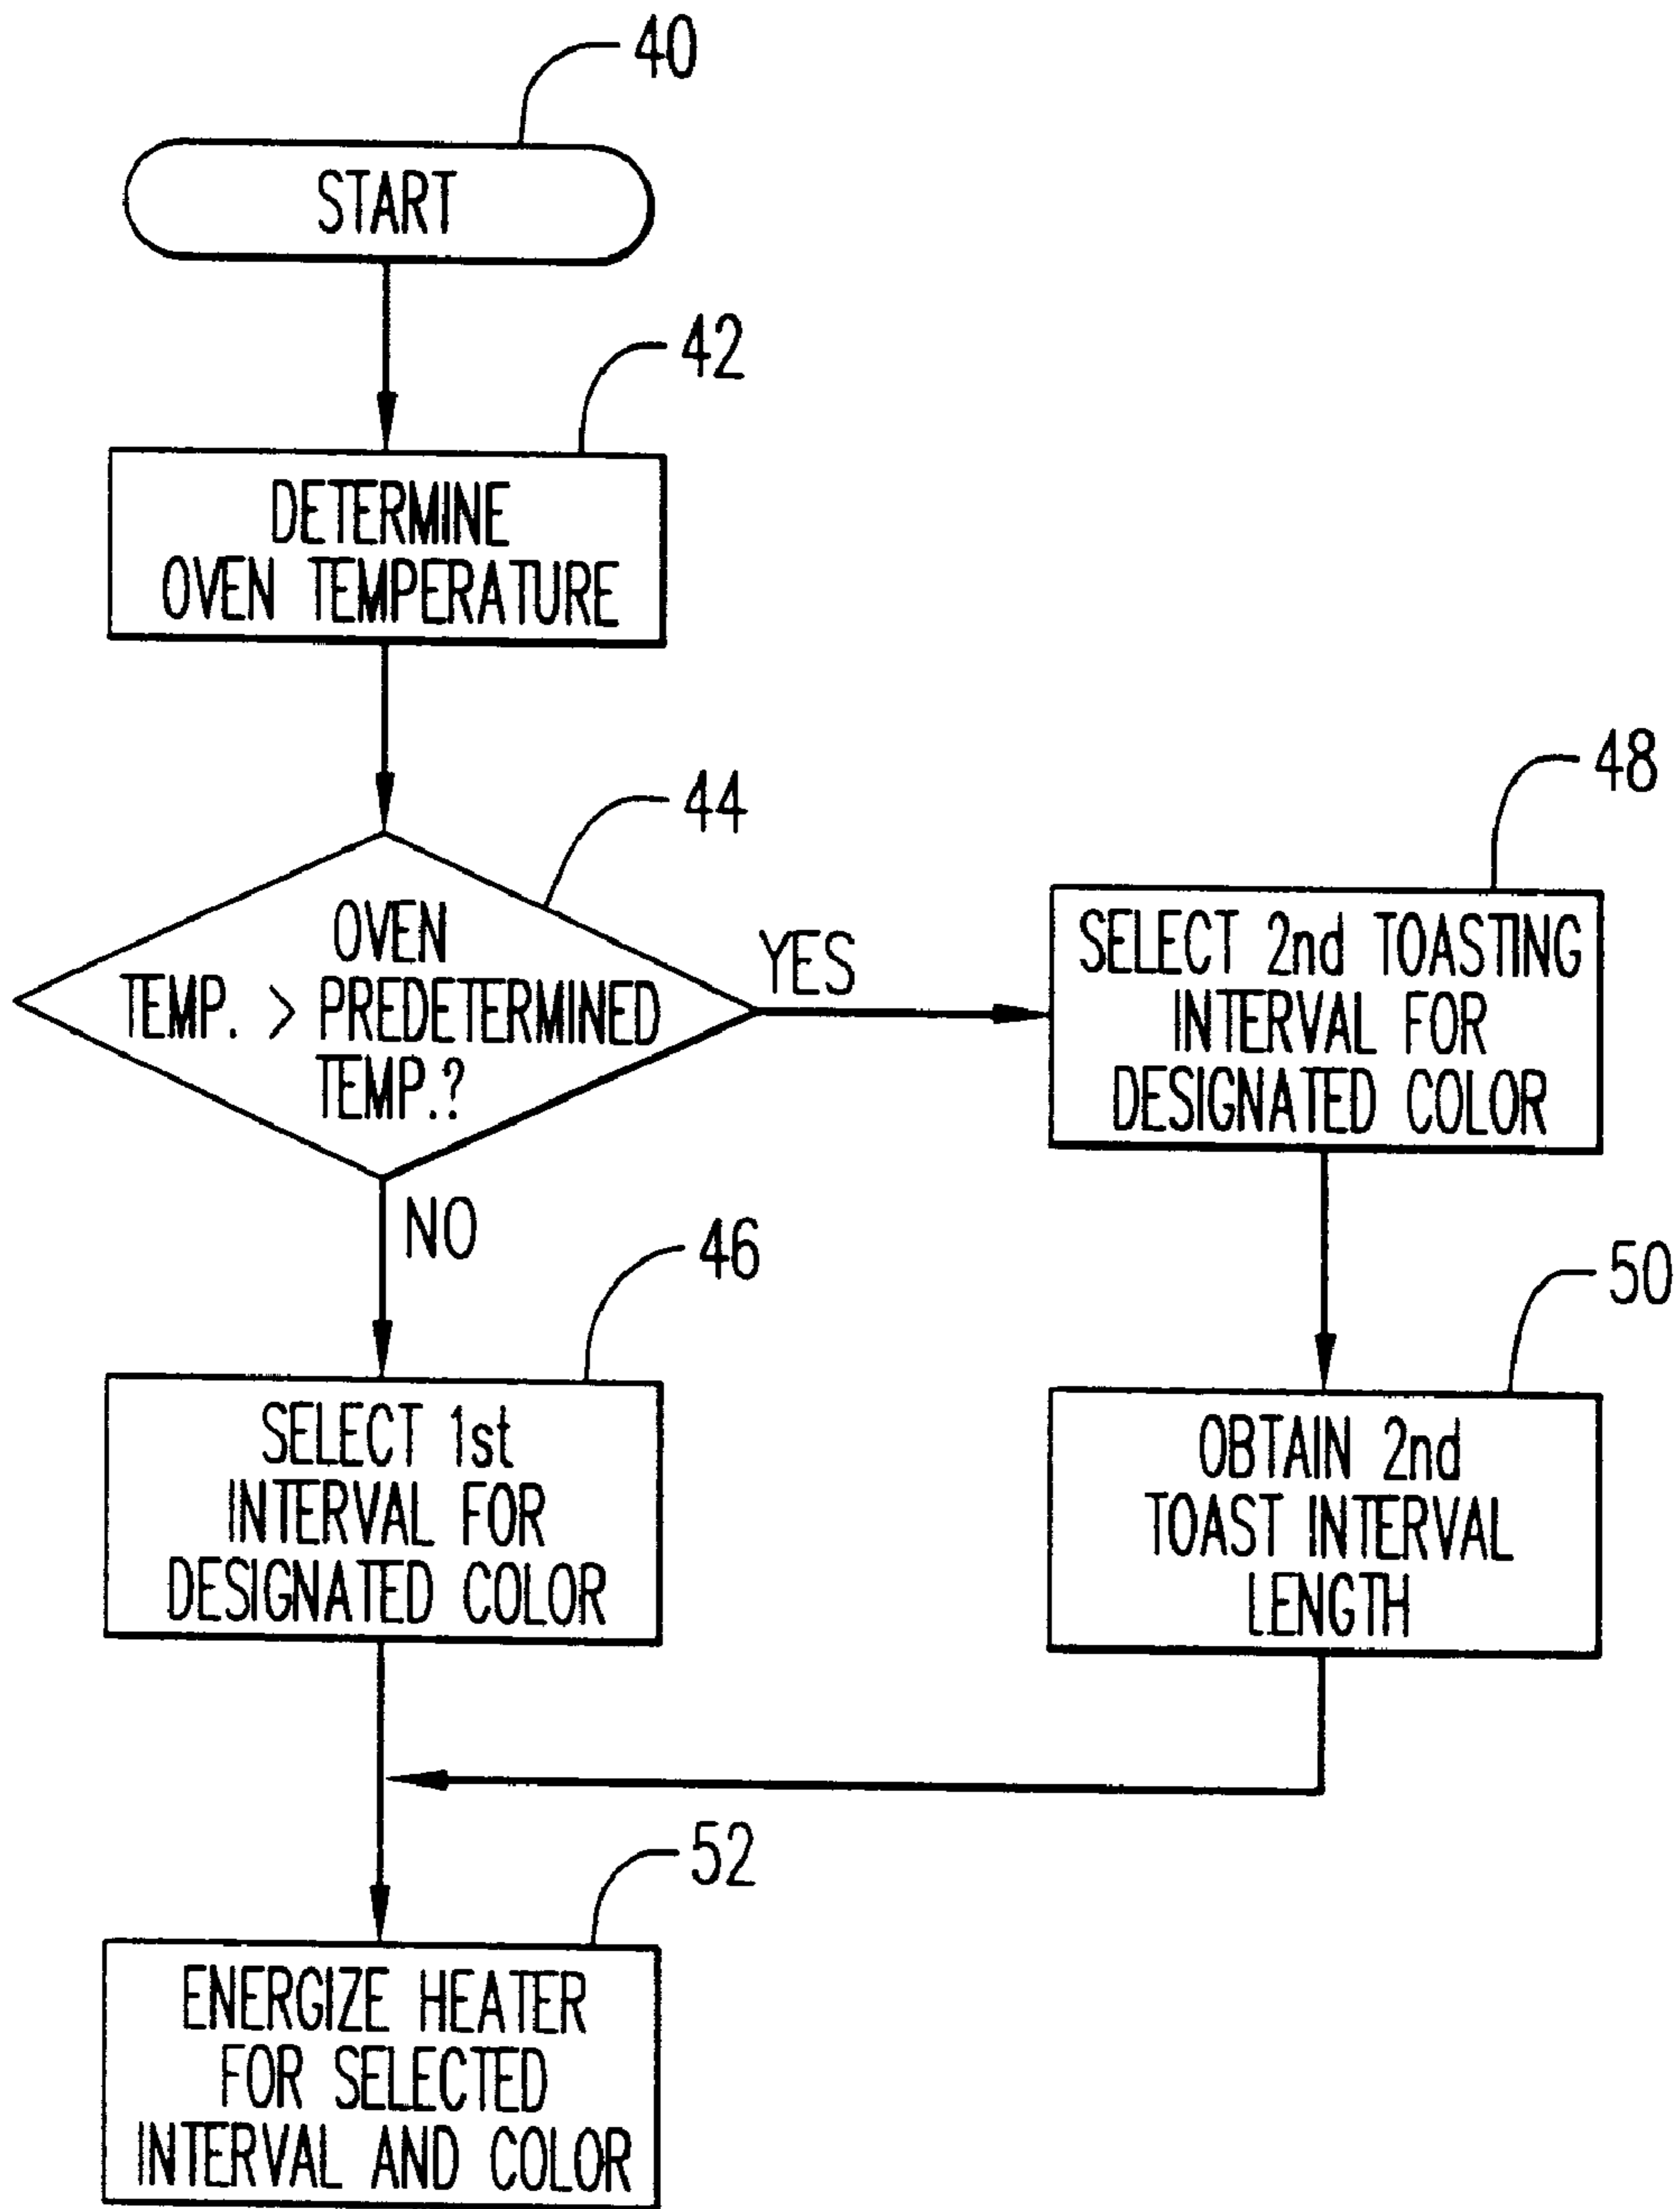 40
START
42
DETERMINE
OVEN TEMPERATURE
44
OVEN
TEMP. > PREDETERMINED
TEMP.?
YES
NO
48
SELECT 2nd TOASTING
INTERVAL FOR
DESIGNATED COLOR
46
SELECT 1st
INTERVAL FOR
DESIGNATED COLOR
50
OBTAIN 2nd
TOAST INTERVAL
LENGTH
52
ENERGIZE HEATER
FOR SELECTED
INTERVAL AND COLOR